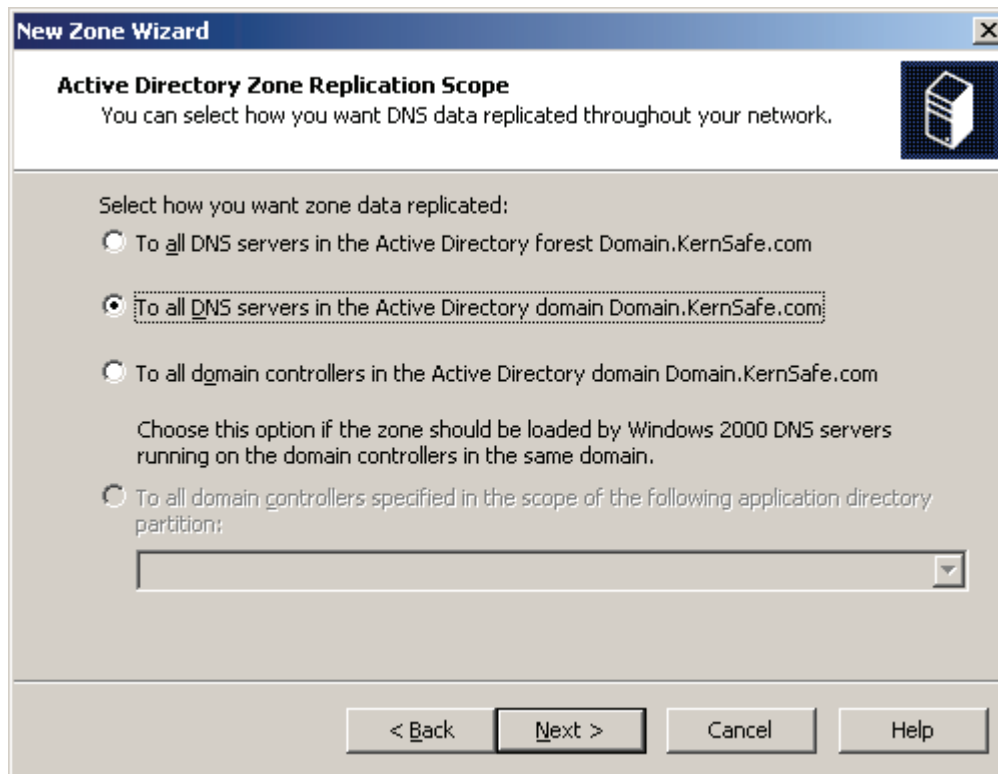 New Zone Wizard
Active Directory Zone Replication Scope
You can select how you want DNS data replicated throughout your network.
Select how you want zone data replicated:
To all DNS servers in the Active Directory forest Domain.KernSafe.com
To all DNS servers in the Active Directory domain Domain.KernSafe.com
To all domain controllers in the Active Directory domain Domain.KernSafe.com
Choose this option if the zone should be loaded by Windows 2000 DNS servers
running on the domain controllers in the same domain.
To all domain controllers specified in the scope of the following application directory
partition:
< Back Next > Cancel Help